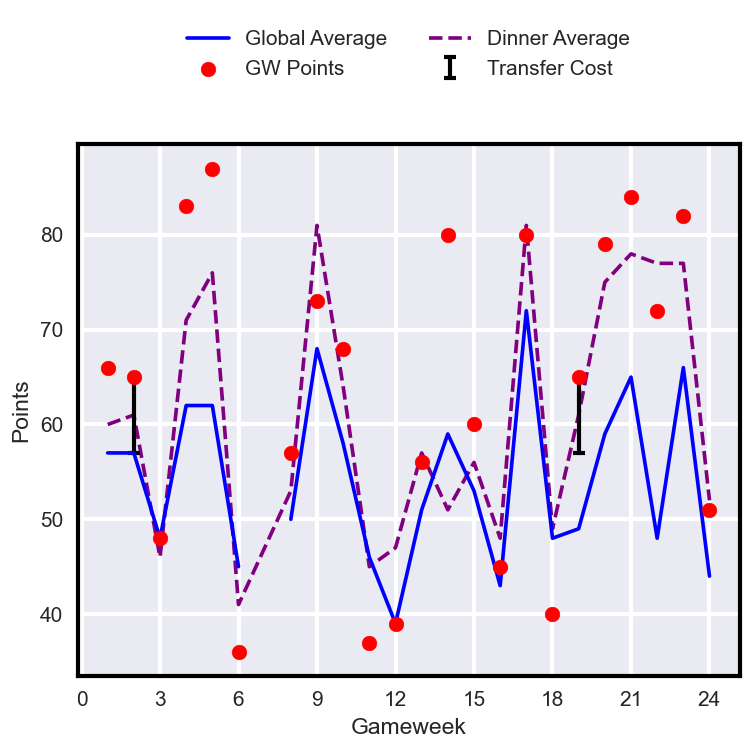 Global Average Dinner Average
GW Points Transfer Cost
80
70
60
50
40
Points
0 3 6 9 12 15 18 21 24
Gameweek